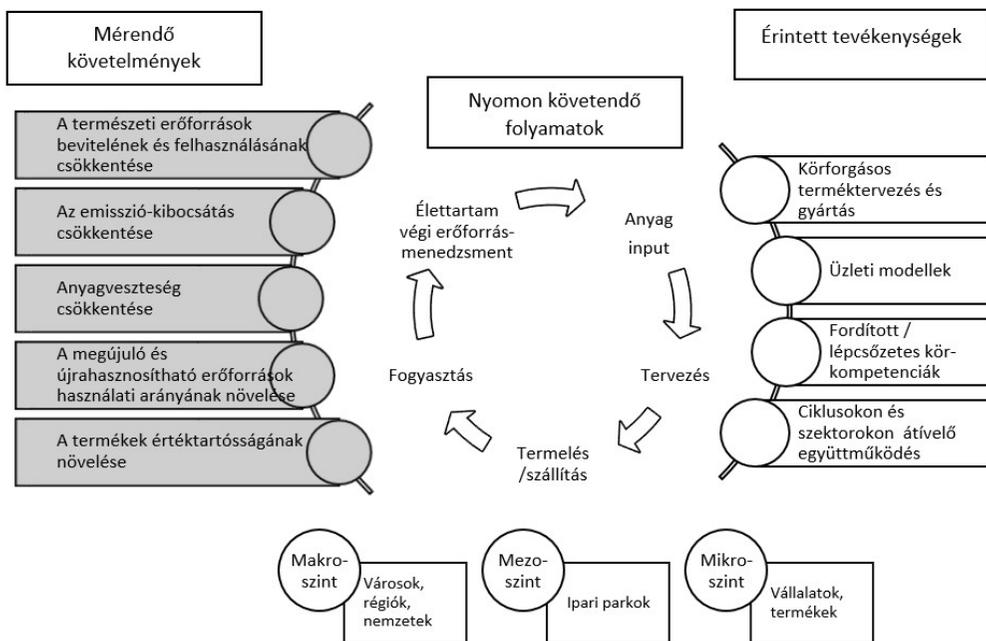 Mérendő
követelmények
A természeti erőforrások
bevitelének és felhasználásának
csökkentése
Az emisszió-kibocsátás
csökkentése
Anyagveszteség
csökkentése
A megújuló és
újrahasznosítható erőforrások
használati arányának növelése
A termékek értéktartósságának
növelése
Nyomon követendő
folyamatok
Élettartam
végi erőforrás-
menedzsment
Anyag
input
Tervezés
Termelés
/szállítás
Fogyasztás
Érintett tevékenységek
Körforgásos
terméktervezés és
gyártás
Üzleti modellek
Fordított /
lépcsőzetes kör-
kompetenciák
Ciklusokon és
szektorokon átívelő
együttműködés
Makro-
szint
Városok,
régiók,
nemzetek
Mezo-
szint
Ipari parkok
Mikro-
szint
Vállalatok,
termékek